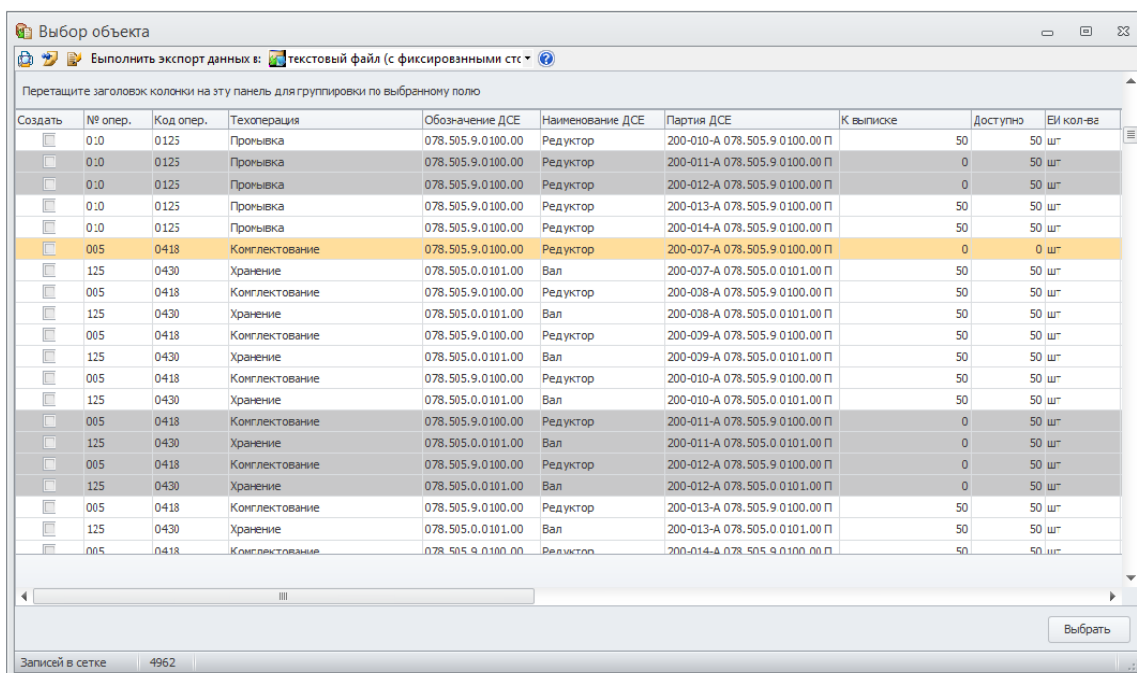 Выбор объекта
Выполнить экспорт данных в: текстовый файл (с фиксированными стс
Перетащите заголовок колонки на эту панель для группировки по выбранному полю
Создать № опер. Код опер. Техоперация Обозначение ДСЕ Наименование ДСЕ Партия ДСЕ К выписке Доступно ЕИ кол-ва
010 0125 Промывка 078.505.9.0100.00 Редуктор 200-010-А 078.505.9.0100.00 П 50 50 шт
010 0125 Промывка 078.505.9.0100.00 Редуктор 200-011-А 078.505.9.0100.00 П 0 50 шт
010 0125 Промывка 078.505.9.0100.00 Редуктор 200-012-А 078.505.9.0100.00 П 0 50 шт
010 0125 Промывка 078.505.9.0100.00 Редуктор 200-013-А 078.505.9.0100.00 П 50 50 шт
010 0125 Промывка 078.505.9.0100.00 Редуктор 200-014-А 078.505.9.0100.00 П 50 50 шт
005 0418 Комплектование 078.505.9.0100.00 Редуктор 200-007-А 078.505.9.0100.00 П 0 0 шт
125 0430 Хранение 078.505.0.0101.00 Вал 200-007-А 078.505.0.0101.00 П 50 50 шт
005 0418 Комплектование 078.505.9.0100.00 Редуктор 200-008-А 078.505.9.0100.00 П 50 50 шт
125 0430 Хранение 078.505.0.0101.00 Вал 200-008-А 078.505.0.0101.00 П 50 50 шт
005 0418 Комплектование 078.505.9.0100.00 Редуктор 200-009-А 078.505.9.0100.00 П 50 50 шт
125 0430 Хранение 078.505.0.0101.00 Вал 200-009-А 078.505.0.0101.00 П 50 50 шт
005 0418 Комплектование 078.505.9.0100.00 Редуктор 200-010-А 078.505.9.0100.00 П 50 50 шт
125 0430 Хранение 078.505.0.0101.00 Вал 200-010-А 078.505.0.0101.00 П 50 50 шт
005 0418 Комплектование 078.505.9.0100.00 Редуктор 200-011-А 078.505.9.0100.00 П 0 50 шт
125 0430 Хранение 078.505.0.0101.00 Вал 200-011-А 078.505.0.0101.00 П 0 50 шт
005 0418 Комплектование 078.505.9.0100.00 Редуктор 200-012-А 078.505.9.0100.00 П 0 50 шт
125 0430 Хранение 078.505.0.0101.00 Вал 200-012-А 078.505.0.0101.00 П 0 50 шт
005 0418 Комплектование 078.505.9.0100.00 Редуктор 200-013-А 078.505.9.0100.00 П 50 50 шт
125 0430 Хранение 078.505.0.0101.00 Вал 200-013-А 078.505.0.0101.00 П 50 50 шт
005 0418 Комплектование 078.505.9.0100.00 Редуктор 200-014-А 078.505.9.0100.00 П 50 50 шт
Выбрать
Записей в сетке 4962